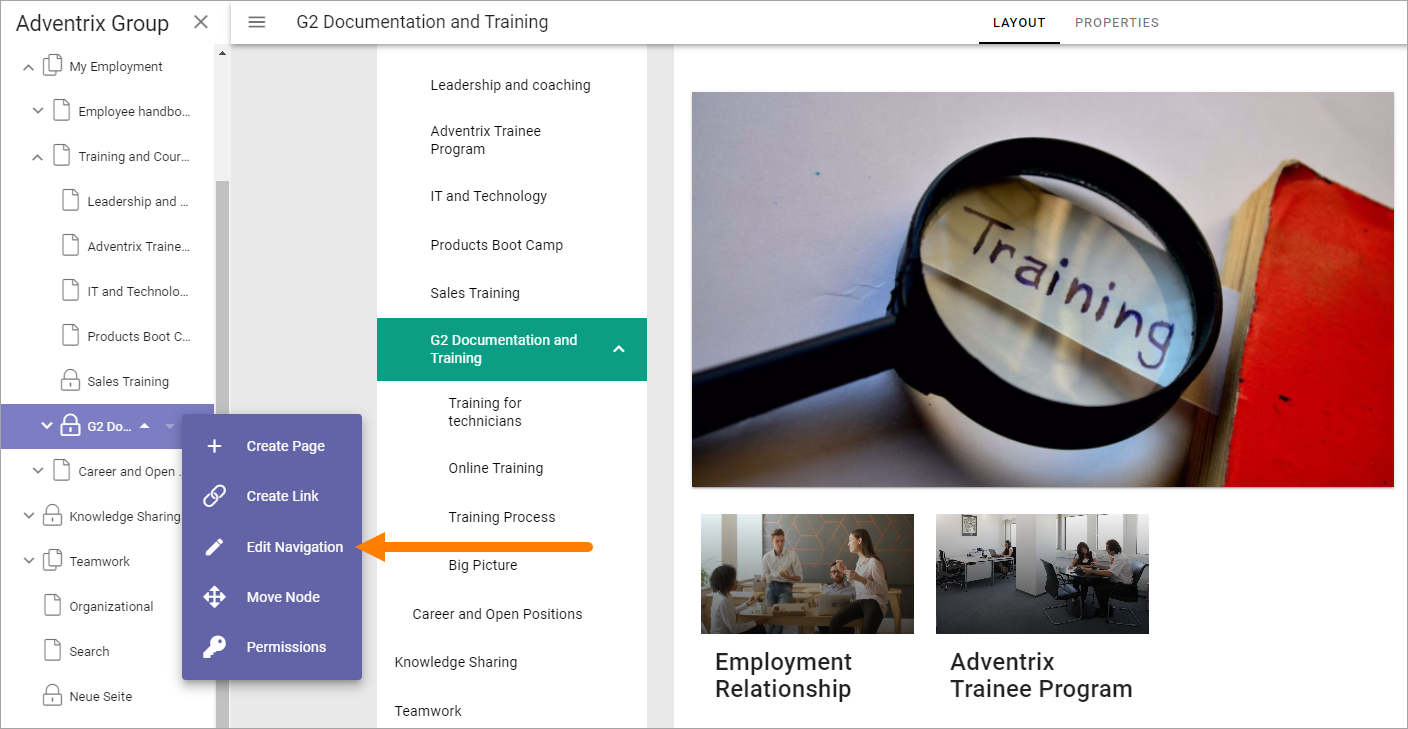 Adventrix Group
My Employment
Employee handbo...
Training and Cour...
Leadership and ...
Adventrix Traine...
IT and Technolo...
Products Boot C...
Sales Training
G2 Do...
Career and Open .
Knowledge Sharing
Teamwork
Organizational
Search
Neue Seite
Create Page
Create Link
Edit Navigation
Move Node
Permissions
G2 Documentation and Training
LAYOUT PROPERTIES
Leadership and coaching
Adventrix Trainee
Program
IT and Technology
Products Boot Camp
Sales Training
G2 Documentation and
Training
Training for
technicians
Online Training
Training Process
Big Picture
Career and Open Positions
Knowledge Sharing
Teamwork
Training
Employment
Relationship
Adventrix
Trainee Program